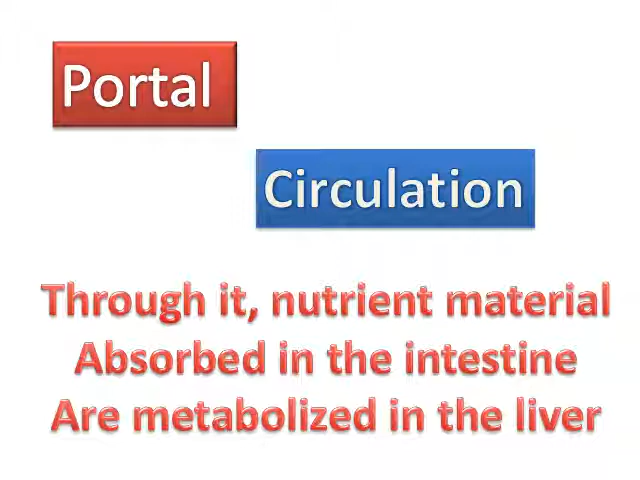 Portal
Circulation
Through it, nutrient material
Absorbed in the intestine
Are metabolized in the liver